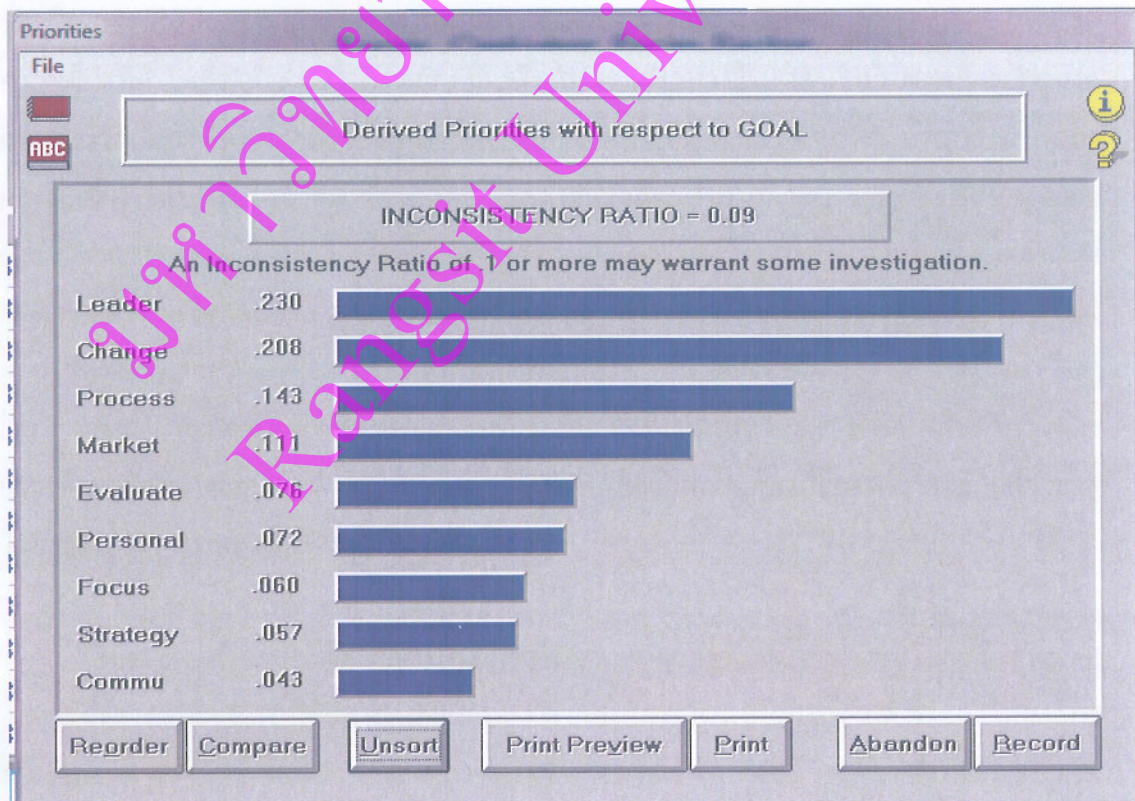 Priorities
File
ABC
Derived Priorities with respect to GOAL
INCONSISTENCY RATIO = 0.09
An Inconsistency Ratio of .1 or more may warrant some investigation.
Leader .230
Change .208
Process .143
Market .111
Evaluate .076
Personal .072
Focus .060
Strategy .057
Commu .043
Reorder Compare Unsort Print Preview Print Abandon Record
Rangsit Univ